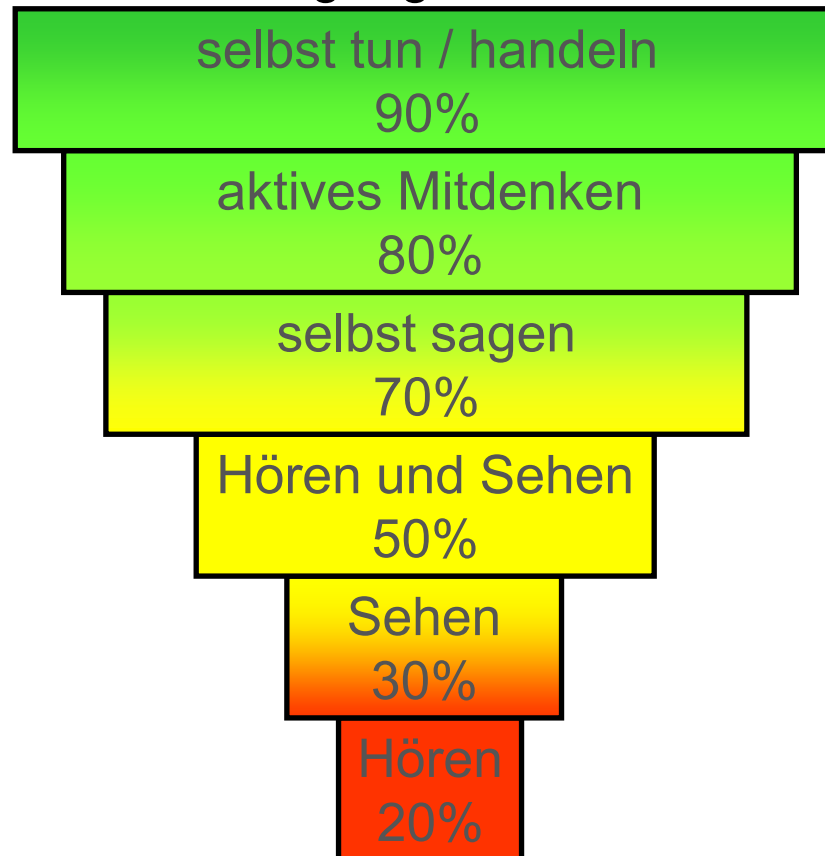 selbst tun / handeln
90%
aktives Mitdenken
80%
selbst sagen
70%
Hören und Sehen
50%
Sehen
30%
Hören
20%